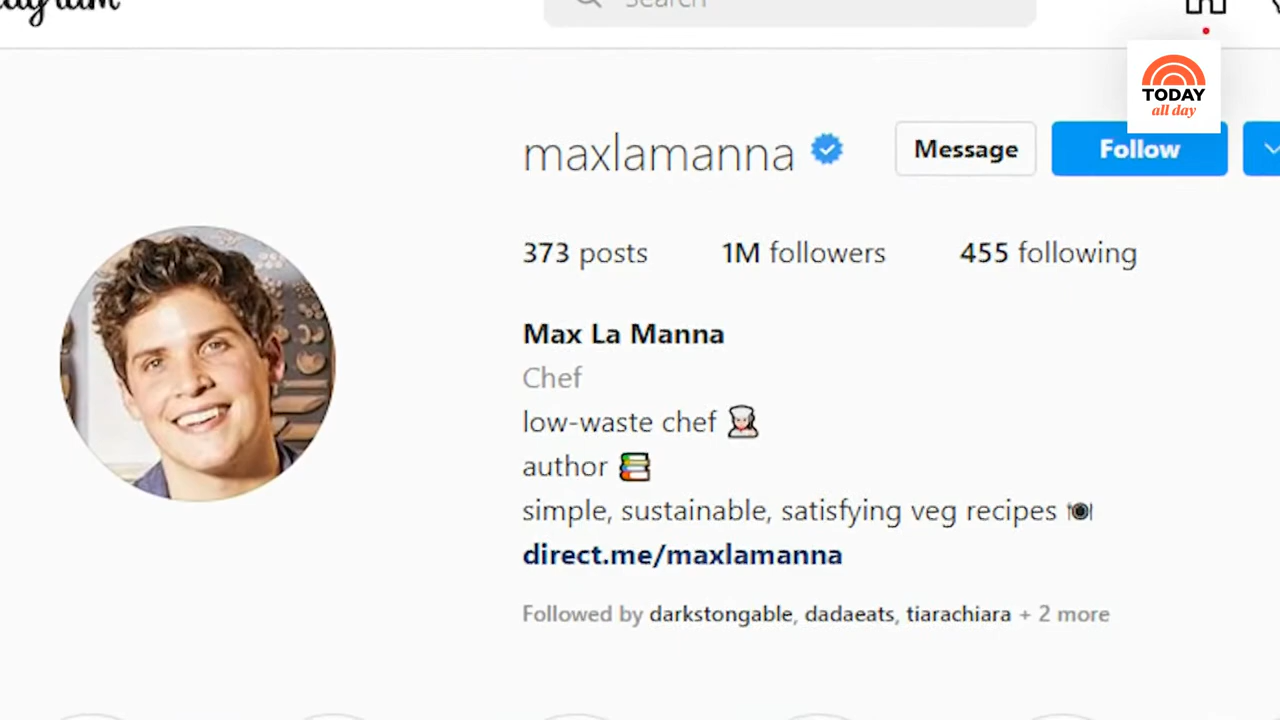 Search
TODAY
all day
maxlamanna
Message
Follow
373 posts 1M followers 455 following
Max La Manna
Chef
low-waste chef
author
simple, sustainable, satisfying veg recipes
direct.me/maxlamanna
Followed by darkstongable, dadaeats, tiarachiara + 2 more